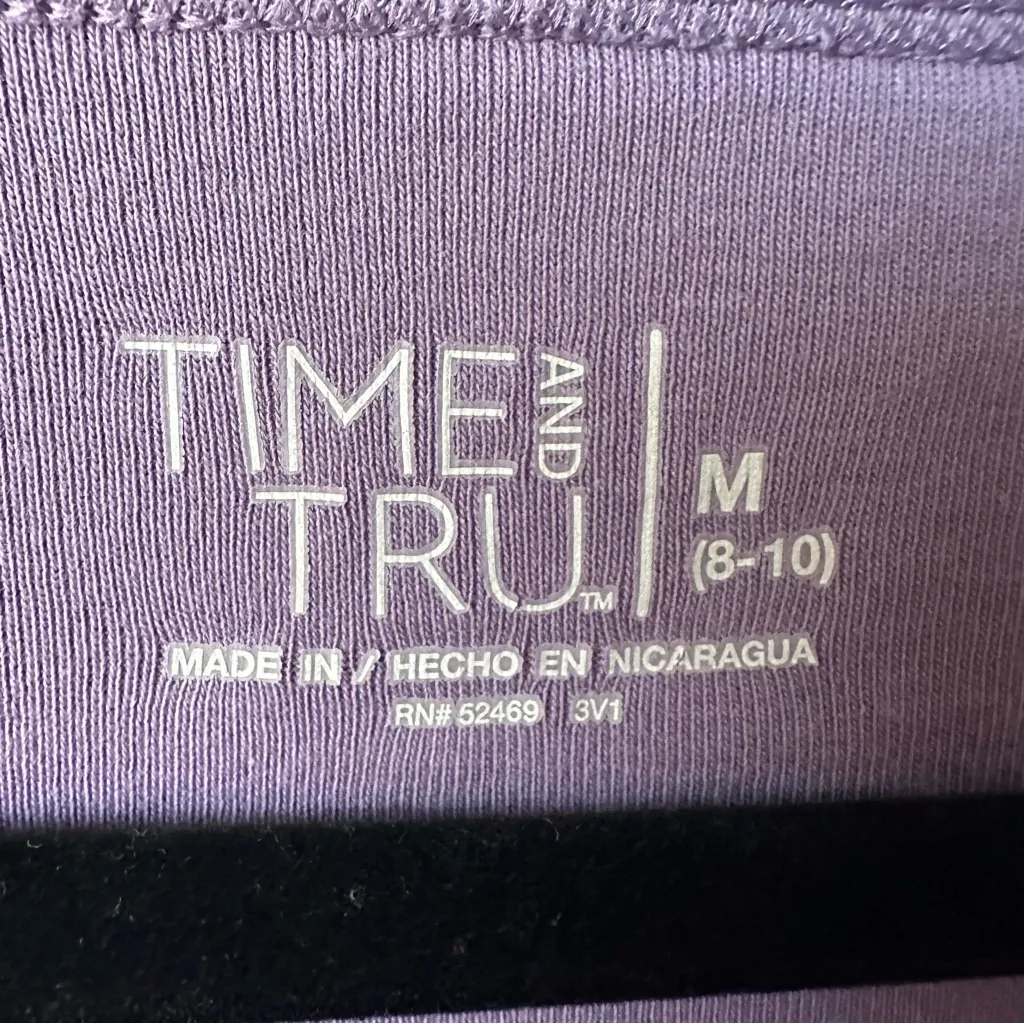 TIME AND
TRU™
M
(8-10)
MADE IN / HECHO EN NICARAGUA
RN# 52469 3V1